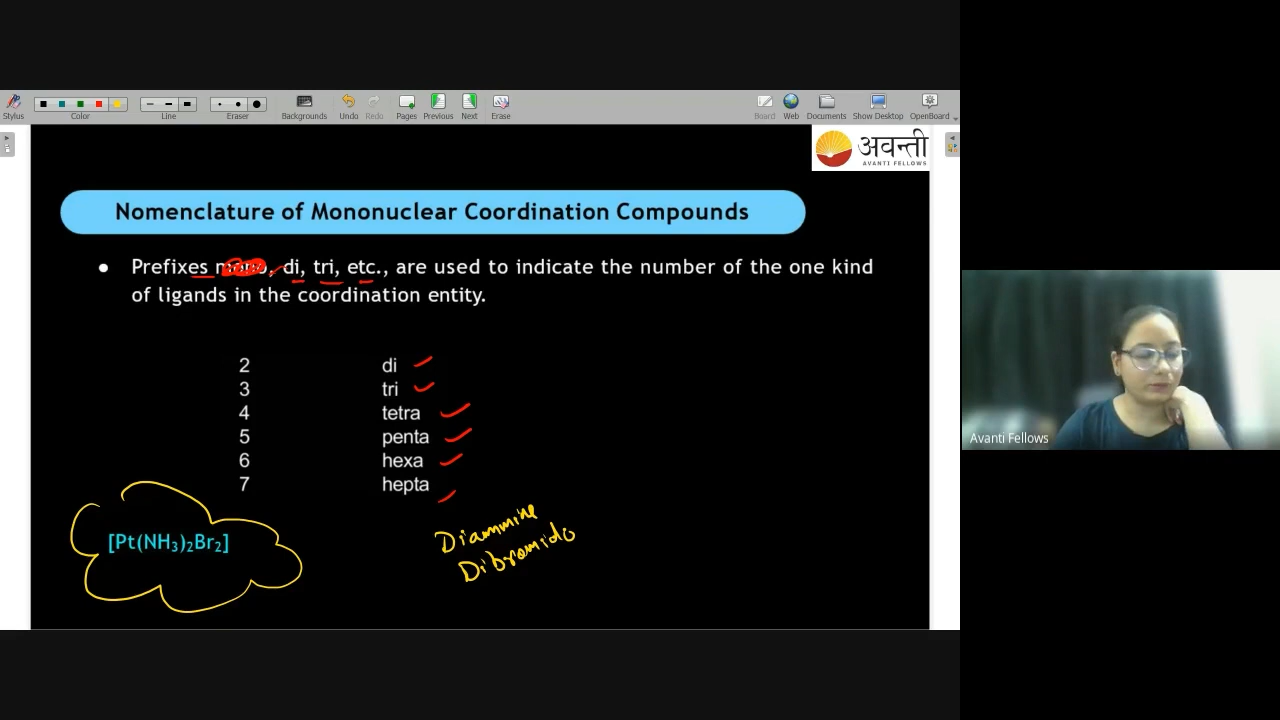 Stylus
Color
Line
Eraser
Backgrounds
Undo
Redo
Pages
Previous
Next
Erase
Board
Web
Documents
Show Desktop
OpenBoard
अवन्ती
AVANTI FELLOWS
Nomenclature of Mononuclear Coordination Compounds
● Prefixes mono, di, tri, etc., are used to indicate the number of the one kind
of ligands in the coordination entity.
2 di
3 tri
4 tetra
5 penta
6 hexa
7 hepta
[Pt(NH₃)₂Br₂]
Diammine
Dibromido
Avanti Fellows